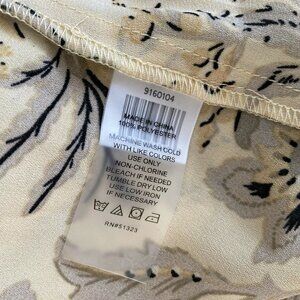 9160104
MADE IN CHINA
100% POLYESTER
MACHINE WASH COLD
WITH LIKE COLORS
USE ONLY
NON-CHLORINE
BLEACH IF NEEDED
TUMBLE DRY LOW
USE LOW IRON
IF NECESSARY
RN#51323